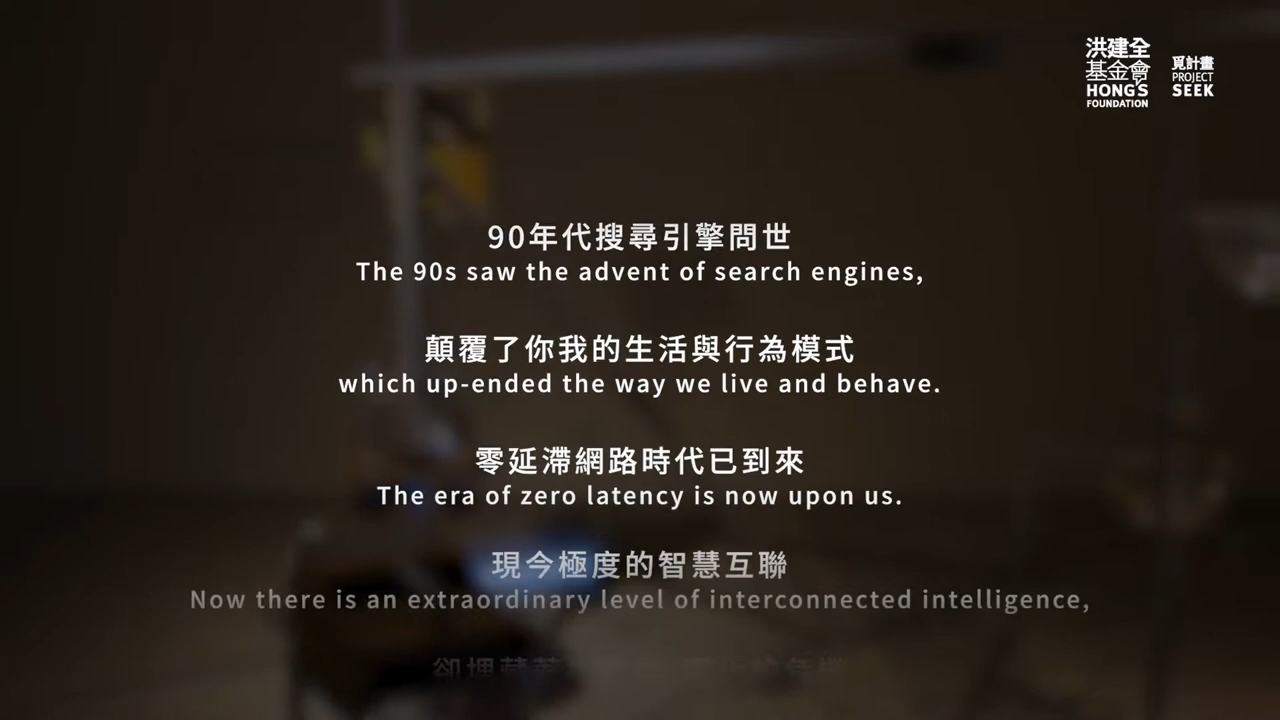 洪建全
基金會
HONG'S
FOUNDATION
覓計畫
PROJECT
SEEK
90年代搜尋引擎問世
The 90s saw the advent of search engines,
顛覆了你我的生活與行為模式
which up-ended the way we live and behave.
零延滯網路時代已到來
The era of zero latency is now upon us.
現今極度的智慧互聯
Now there is an extraordinary level of interconnected intelligence,